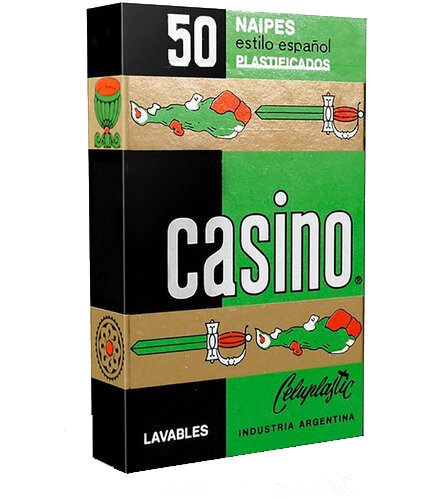 50
NAIPES
estilo español
PLASTIFICADOS
casino®
Celuplastic
LAVABLES
INDUSTRIA ARGENTINA